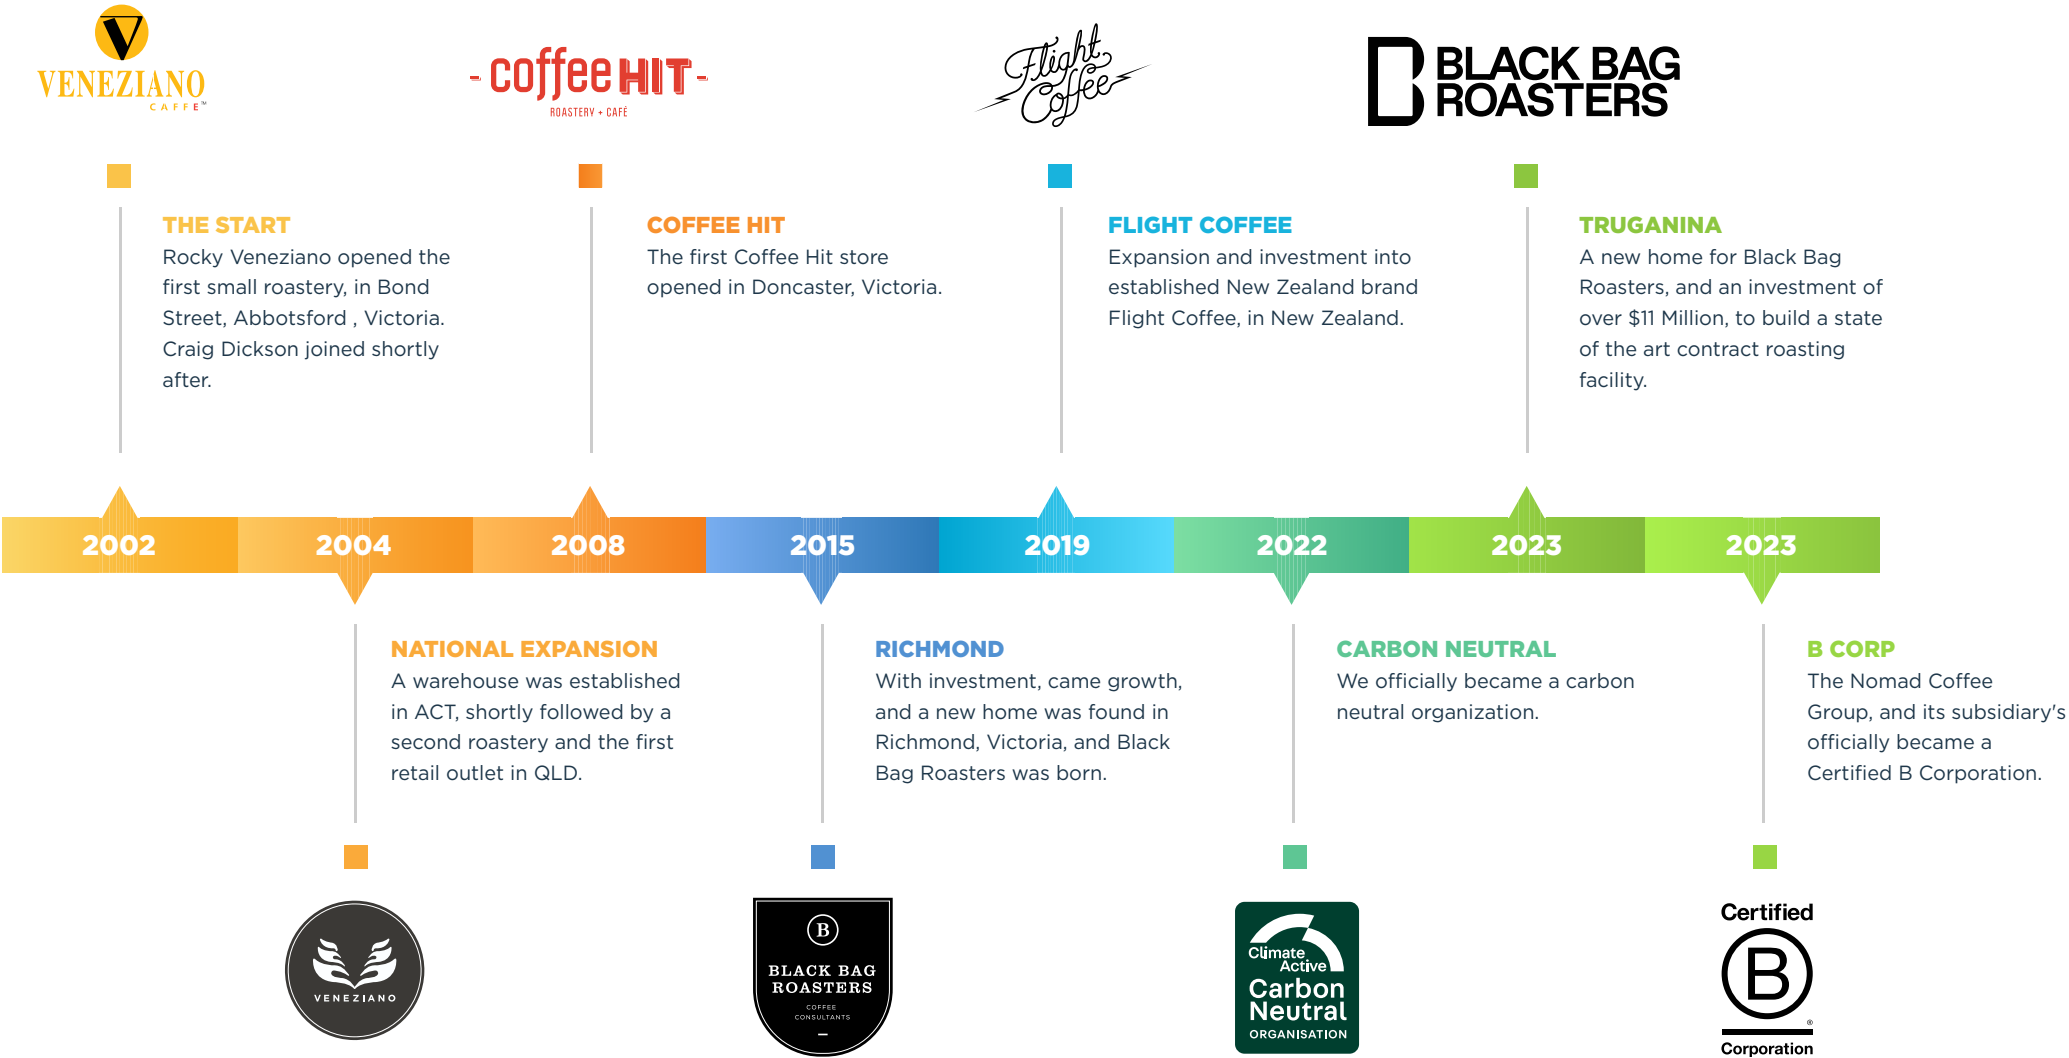 VENEZIANO
CAFFE™
coffee HIT
ROASTERY + CAFÉ
Flight
Coffee
BLACK BAG
ROASTERS
THE START
Rocky Veneziano opened the
first small roastery, in Bond
Street, Abbotsford , Victoria.
Craig Dickson joined shortly
after.
COFFEE HIT
The first Coffee Hit store
opened in Doncaster, Victoria.
FLIGHT COFFEE
Expansion and investment into
established New Zealand brand
Flight Coffee, in New Zealand.
TRUGANINA
A new home for Black Bag
Roasters, and an investment of
over $11 Million, to build a state
of the art contract roasting
facility.
2002
2004
2008
2015
2019
2022
2023
2023
NATIONAL EXPANSION
A warehouse was established
in ACT, shortly followed by a
second roastery and the first
retail outlet in QLD.
RICHMOND
With investment, came growth,
and a new home was found in
Richmond, Victoria, and Black
Bag Roasters was born.
CARBON NEUTRAL
We officially became a carbon
neutral organization.
B CORP
The Nomad Coffee
Group, and its subsidiary's
officially became a
Certified B Corporation.
VENEZIANO
B
BLACK BAG
ROASTERS
COFFEE
CONSULTANTS
Climate
Active
Carbon
Neutral
ORGANISATION
Certified
B
®
Corporation